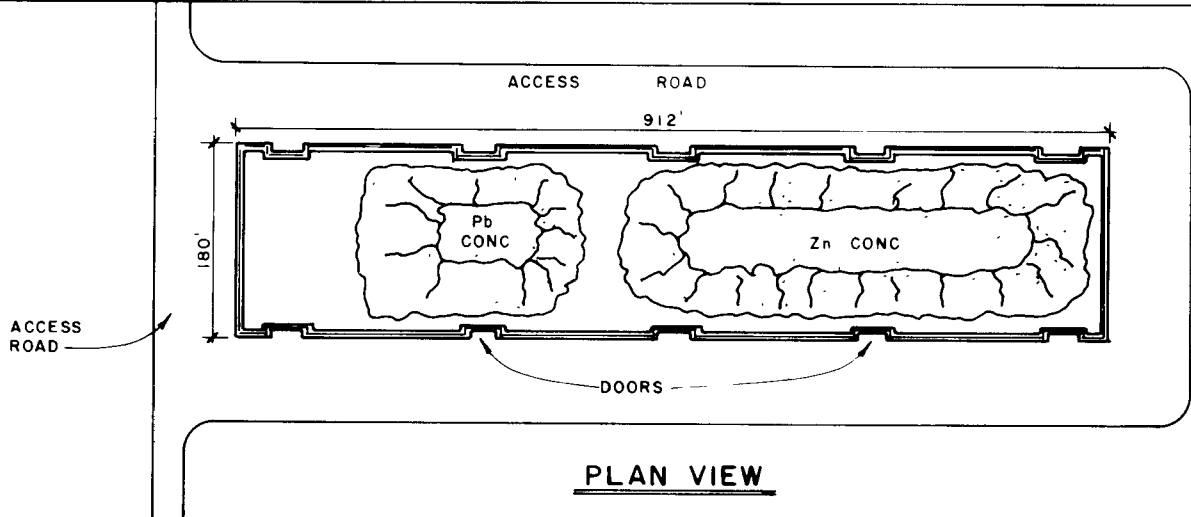 ACCESS ROAD
912'
180'
Pb
CONC
Zn CONC
ACCESS
ROAD
DOORS
PLAN VIEW